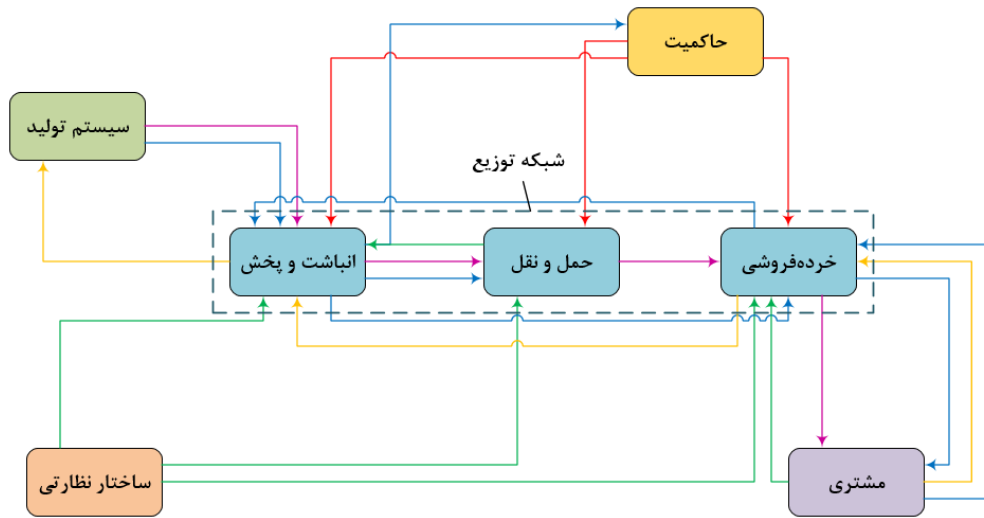 حاکمیت
سیستم تولید
شبکه توزیع
خرده‌فروشی
حمل و نقل
انباشت و پخش
مشتری
ساختار نظارتی